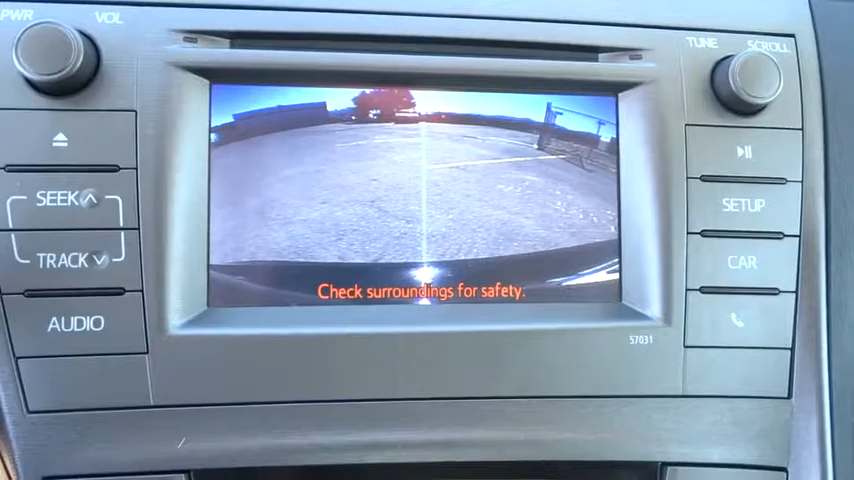 PWR VOL
TUNE SCROLL
SEEK
TRACK
AUDIO
SETUP
CAR
Check surroundings for safety.
57031